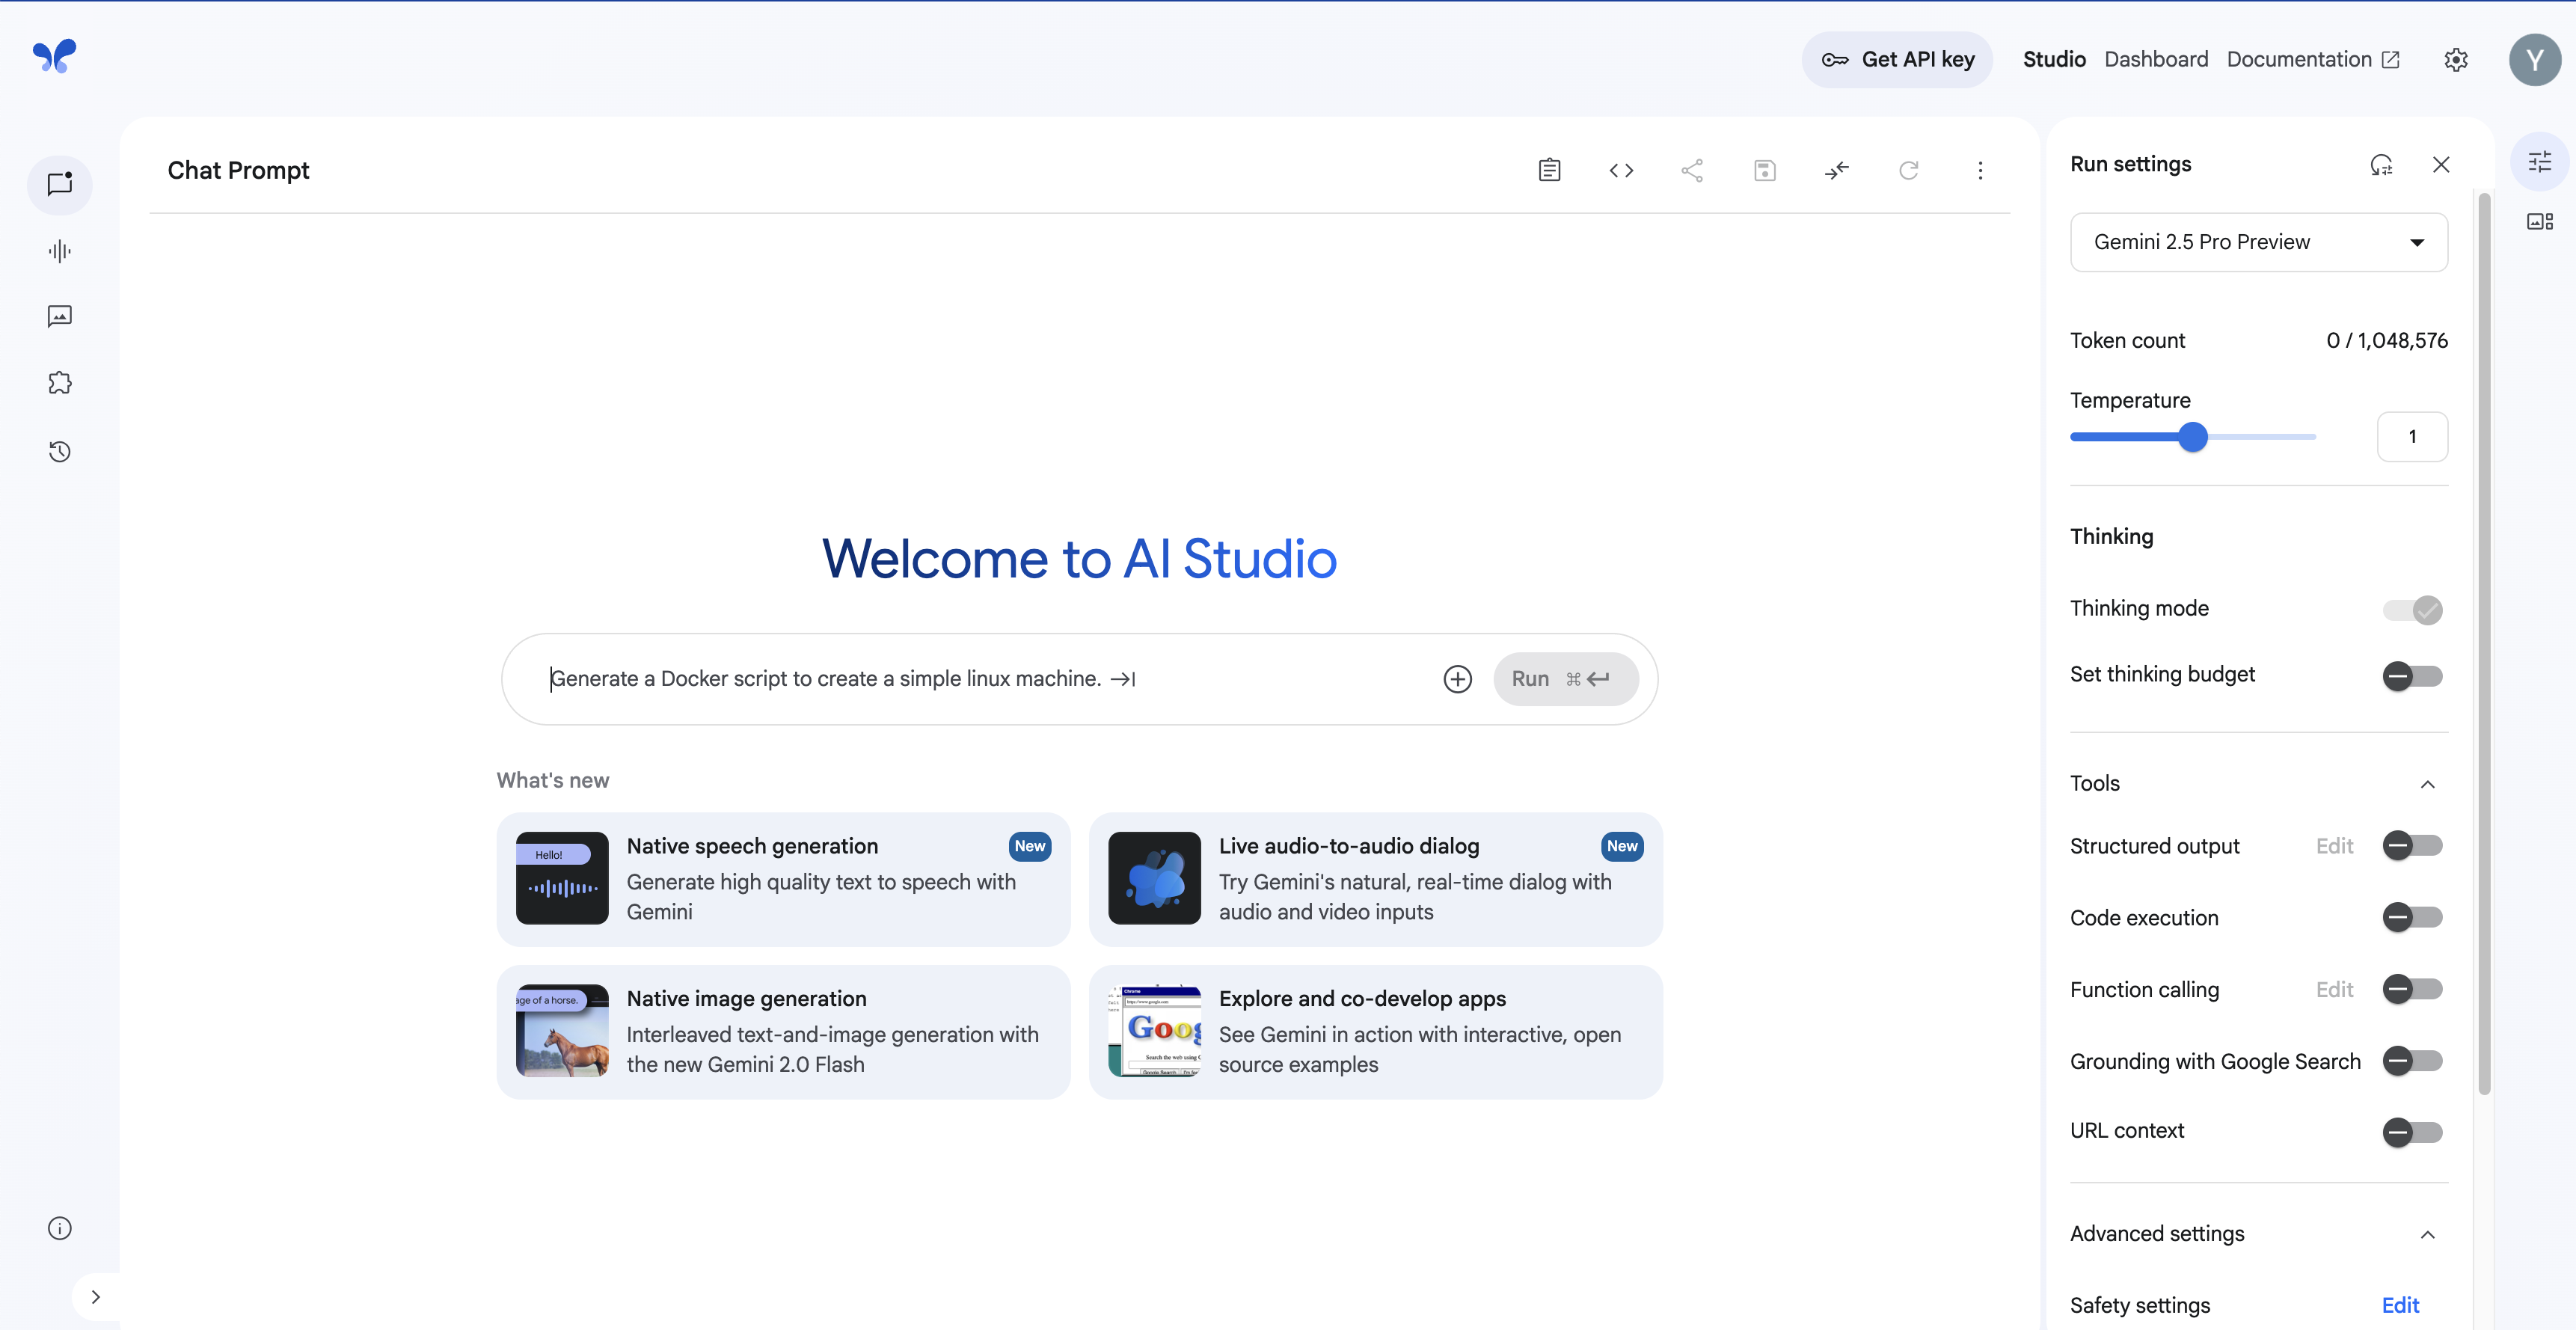 Get API key
Studio
Dashboard
Documentation
Y
Chat Prompt
Welcome to AI Studio
Generate a Docker script to create a simple linux machine.
Run ⌘
What's new
Hello!
Native speech generation
New
Generate high quality text to speech with
Gemini
Live audio-to-audio dialog
New
Try Gemini's natural, real-time dialog with
audio and video inputs
age of a horse.
Native image generation
Interleaved text-and-image generation with
the new Gemini 2.0 Flash
Chrome
Goog
Search the web using G
Explore and co-develop apps
See Gemini in action with interactive, open
source examples
Run settings
Gemini 2.5 Pro Preview
Token count
0 / 1,048,576
Temperature
1
Thinking
Thinking mode
Set thinking budget
Tools
Structured output
Edit
Code execution
Function calling
Edit
Grounding with Google Search
URL context
Advanced settings
Safety settings
Edit